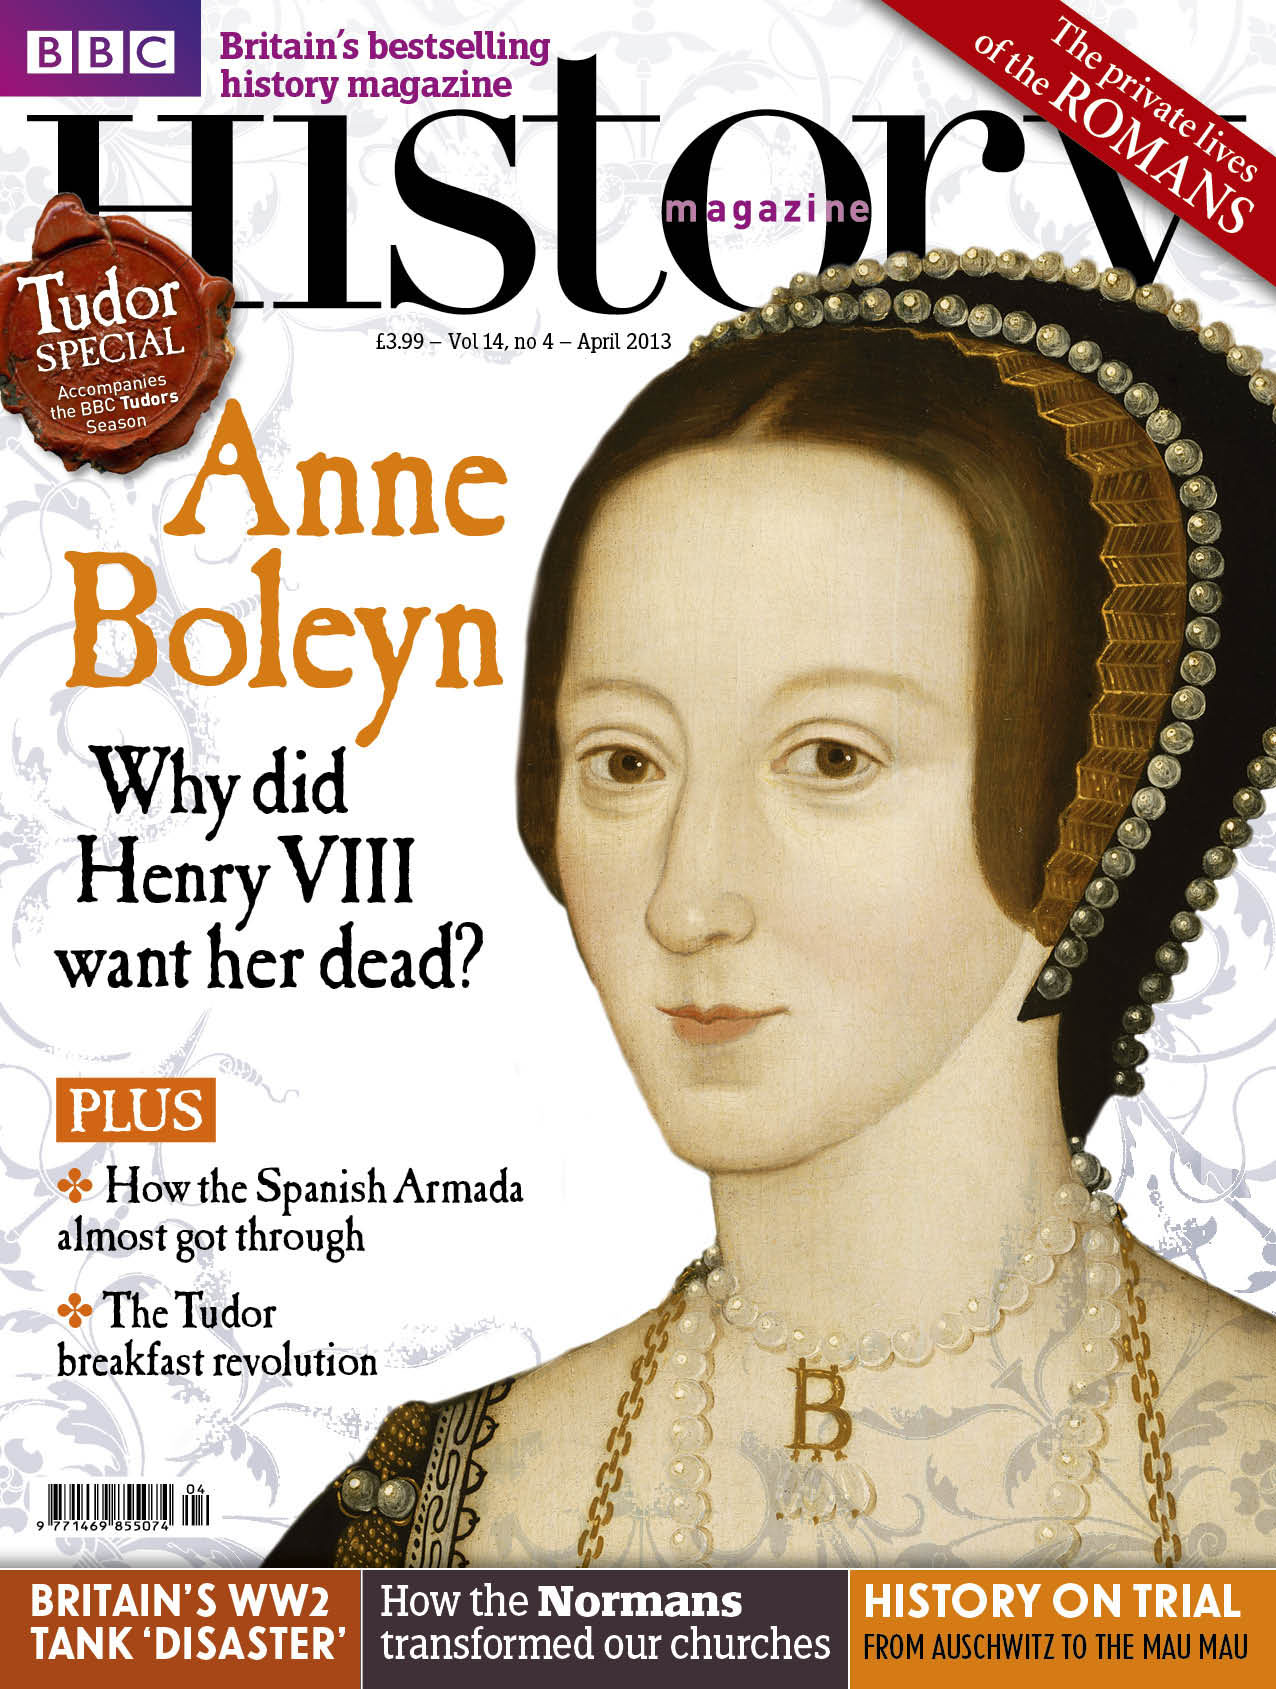 BBC
Britain's bestselling
history magazine
History
magazine
The private lives
of the ROMANS
£3.99 – Vol 14, no 4 – April 2013
Tudor
SPECIAL
Accompanies
the BBC Tudors
Season
Anne
Boleyn
Why did
Henry VIII
want her dead?
PLUS
How the Spanish Armada
almost got through
The Tudor
breakfast revolution
B
04
9 771469 855074
BRITAIN'S WW2
TANK 'DISASTER'
How the Normans
transformed our churches
HISTORY ON TRIAL
FROM AUSCHWITZ TO THE MAU MAU